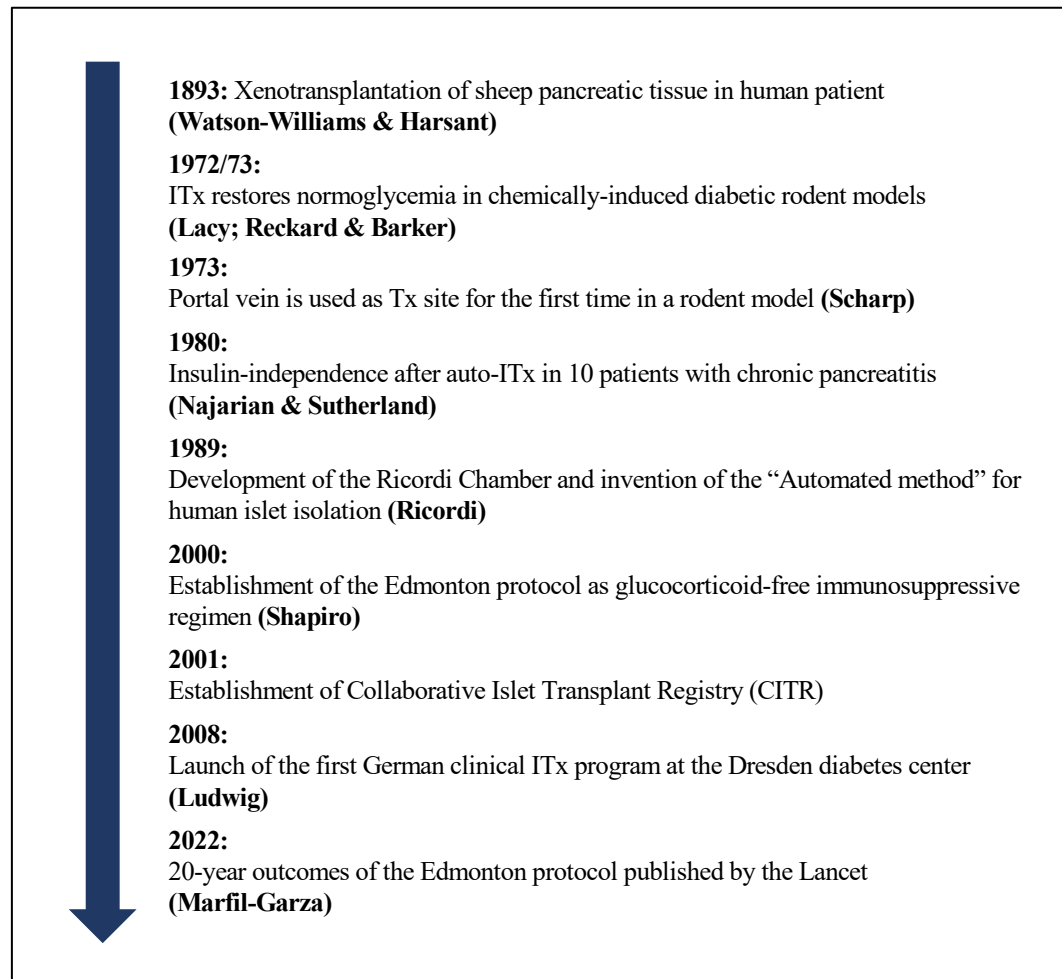 1893: Xenotransplantation of sheep pancreatic tissue in human patient
(Watson-Williams & Harsant)
1972/73:
ITx restores normoglycemia in chemically-induced diabetic rodent models
(Lacy; Reckard & Barker)
1973:
Portal vein is used as Tx site for the first time in a rodent model (Scharp)
1980:
Insulin-independence after auto-ITx in 10 patients with chronic pancreatitis
(Najarian & Sutherland)
1989:
Development of the Ricordi Chamber and invention of the “Automated method” for
human islet isolation (Ricordi)
2000:
Establishment of the Edmonton protocol as glucocorticoid-free immunosuppressive
regimen (Shapiro)
2001:
Establishment of Collaborative Islet Transplant Registry (CITR)
2008:
Launch of the first German clinical ITx program at the Dresden diabetes center
(Ludwig)
2022:
20-year outcomes of the Edmonton protocol published by the Lancet
(Marfil-Garza)